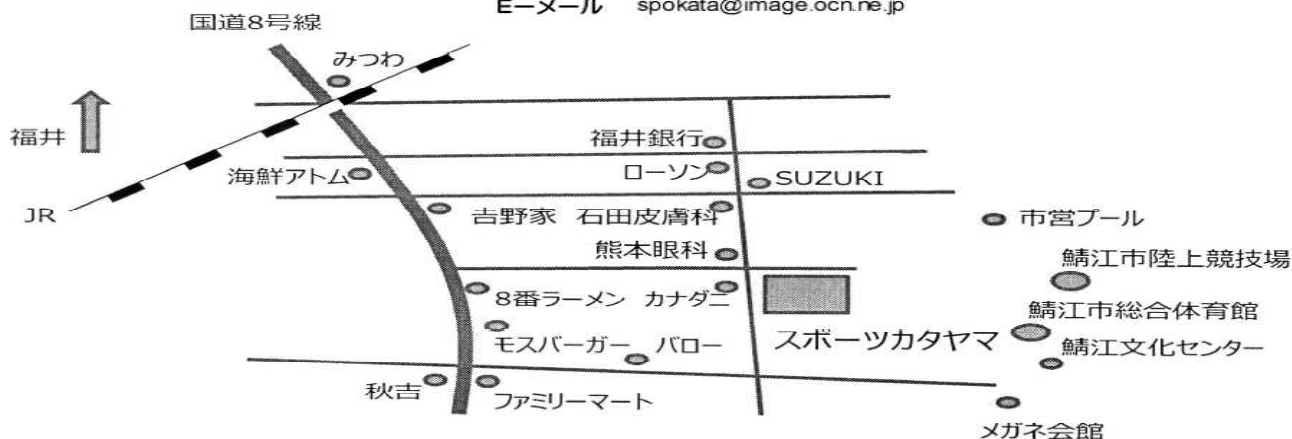 Eーメール spokata@image.ocn.ne.jp
国道8号線
みつわ
福井
福井銀行
海鮮アトム
ローソン
SUZUKI
JR
吉野家 石田皮膚科
市営プール
熊本眼科
鯖江市陸上競技場
8番ラーメン カナダニ
鯖江市総合体育館
モスバーガー バロー
スポーツカタヤマ
鯖江文化センター
秋吉
ファミリーマート
メガネ会館